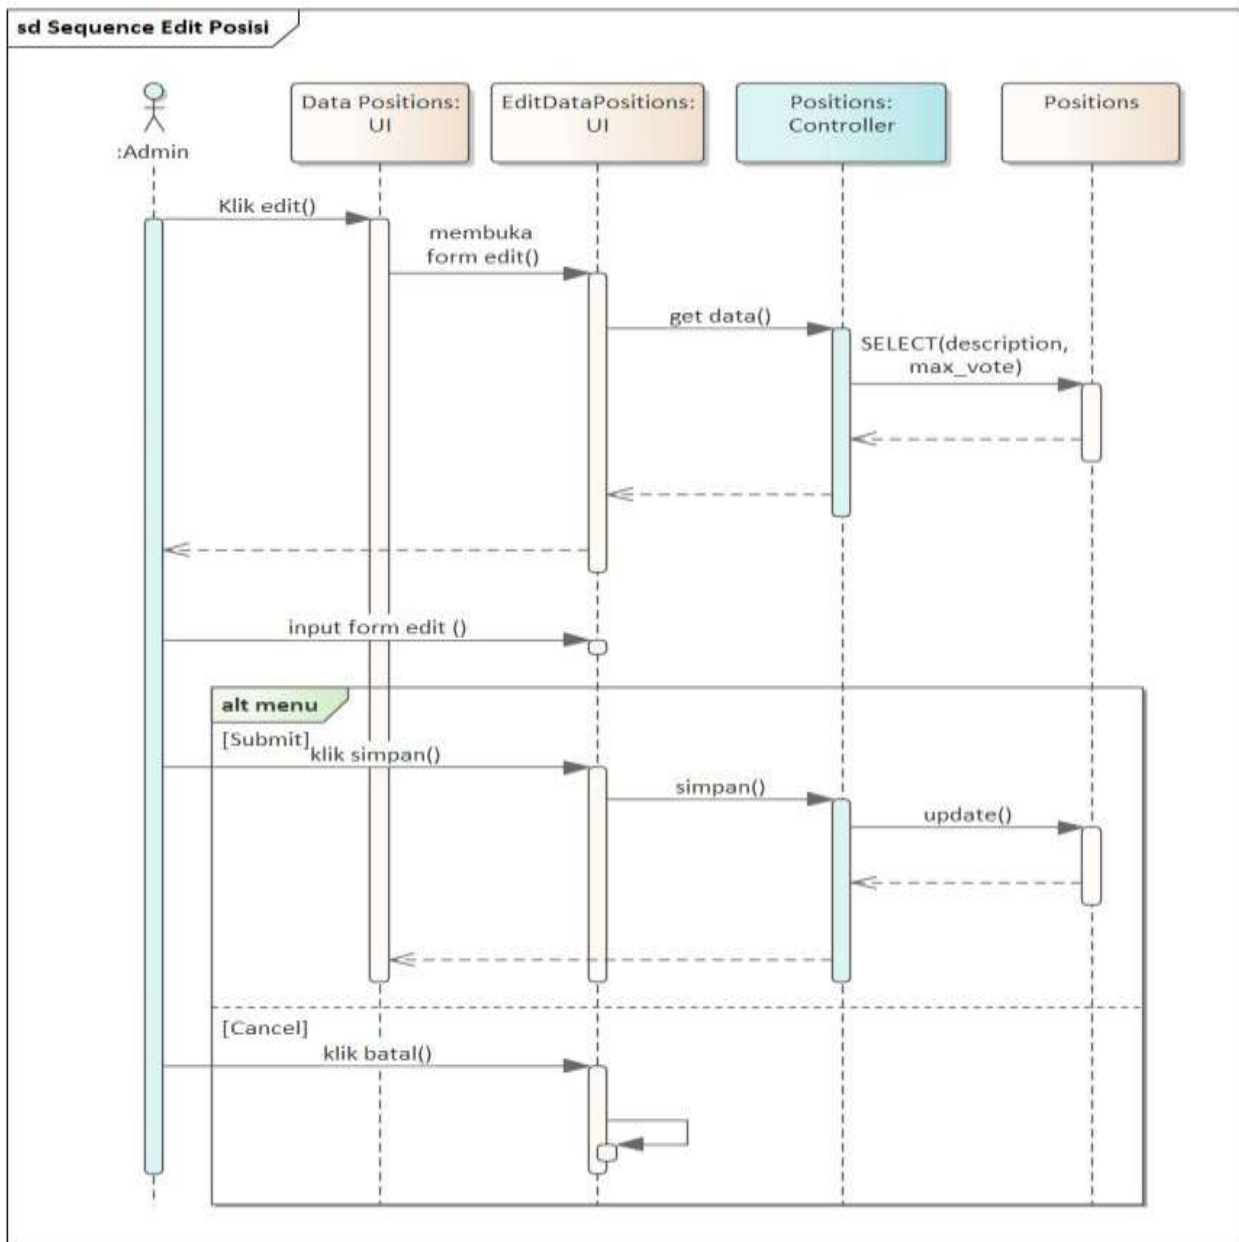 sd Sequence Edit Posisi
:Admin
Data Positions:
UI
EditDataPositions:
UI
Positions:
Controller
Positions
Klik edit()
membuka
form edit()
get data()
SELECT(description,
max_vote)
input form edit ()
alt menu
[Submit]
klik simpan()
simpan()
update()
[Cancel]
klik batal()